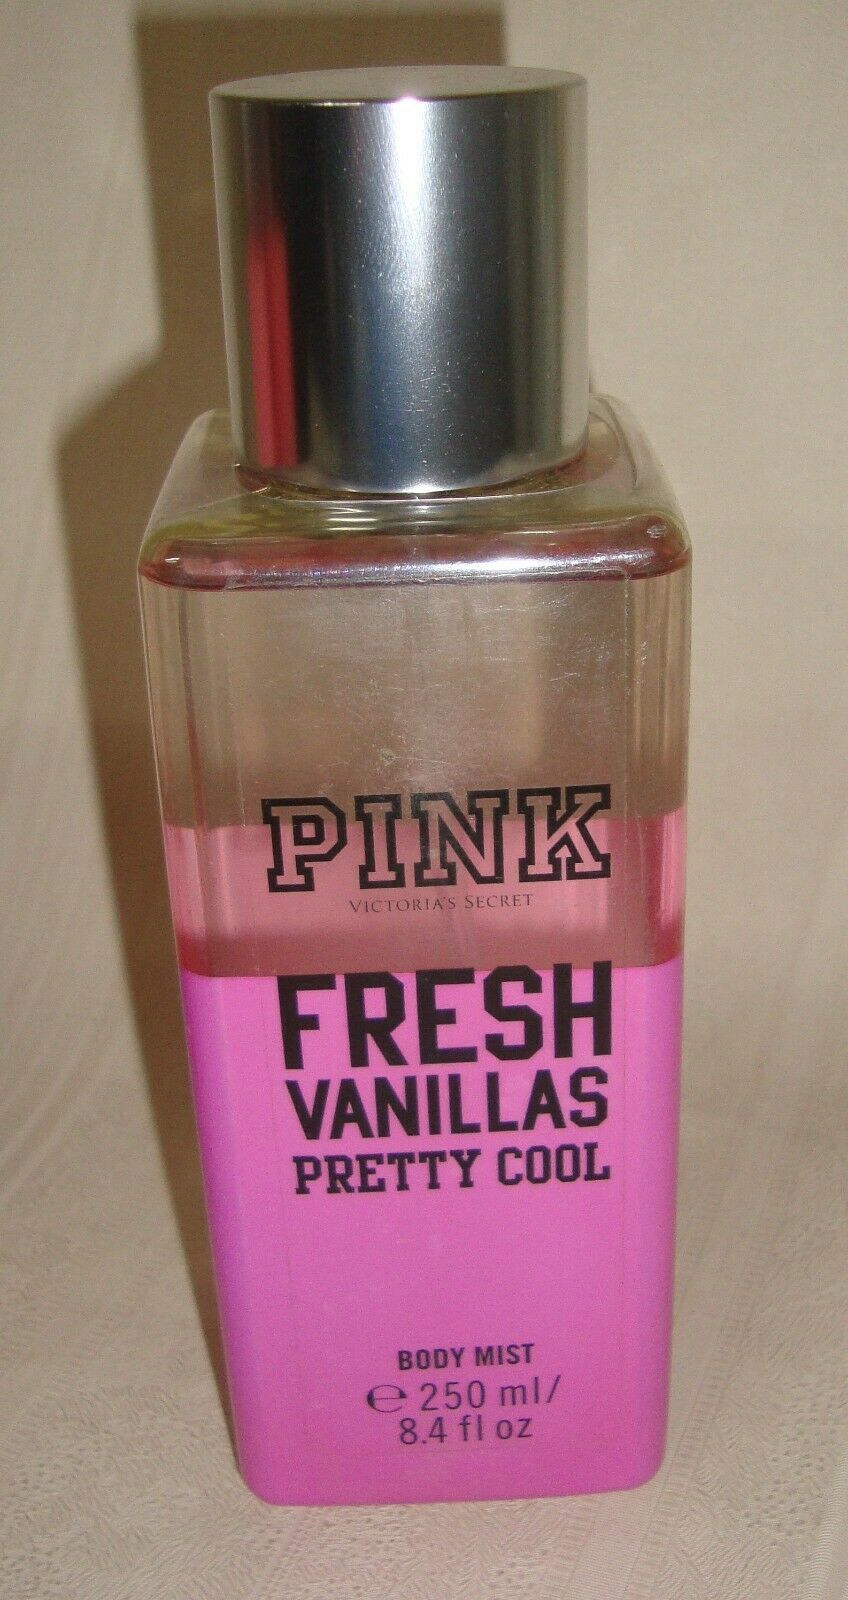 PINK
VICTORIA'S SECRET
FRESH
VANILLAS
PRETTY COOL
BODY MIST
℮ 250 ml/
8.4 fl oz